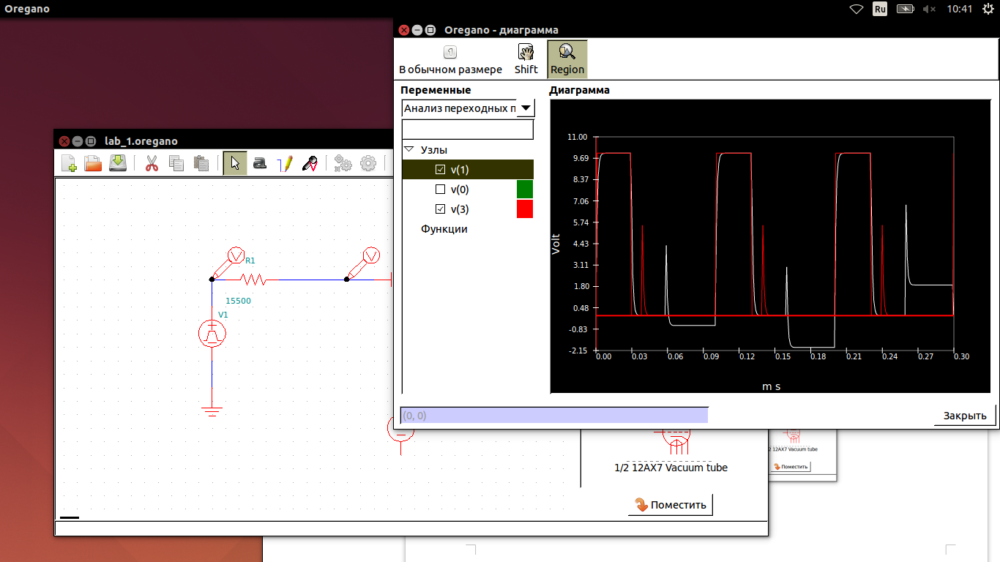 Oregano
Ru
10:41
Oregano - диаграмма
1
В обычном размере
Shift
Region
Переменные
Анализ переходных п
Узлы
v(1)
v(0)
v(3)
Функции
Диаграмма
11.00
9.69
8.37
7.06
5.74
4.43
3.11
1.80
0.48
-0.83
-2.15
Volt
0.00 0.03 0.06 0.09 0.12 0.15 0.18 0.21 0.24 0.27 0.30
m s
(0, 0)
Закрыть
lab_1.oregano
a
V
R1
V
15500
V1
1/2 12AX7 Vacuum tube
Поместить
2 12AX7 Vacuum tube
Поместить